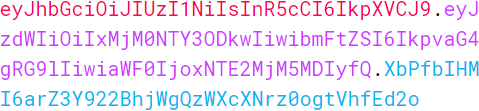 eyJhbGciOiJIUzI1NiIsInR5cCI6IkpXVCJ9.eyJ
zdWIiOiIxMjM0NTY3ODkwIiwibmFtZSI6IkpvaG4
gRG9lIiwiaWF0IjoxNTE2MjM5MDIyfQ.XbPfbIHM
I6arZ3Y922BhjWgQzWXcXNrz0ogtVhfEd2o